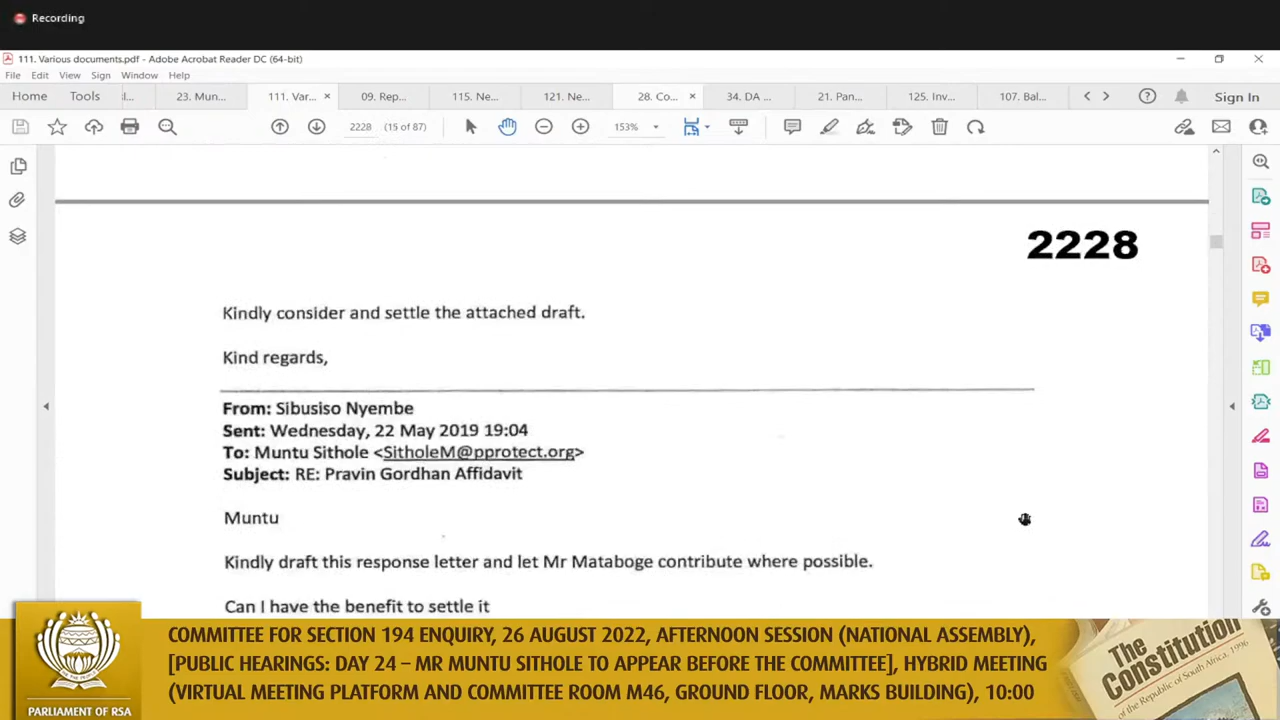 Recording
111. Various documents.pdf - Adobe Acrobat Reader DC (64-bit)
File Edit View Sign Window Help
Home Tools 23. Mun... 111. Var... × 09. Rep... 115. Ne... 121. Ne... 28. Co... × 34. DA ... 21. Pan... 125. Inv... 107. Bal... Sign In
2228 (15 of 87) 153%
2228
Kindly consider and settle the attached draft.
Kind regards,
From: Sibusiso Nyembe
Sent: Wednesday, 22 May 2019 19:04
To: Muntu Sithole <SitholeM@pprotect.org>
Subject: RE: Pravin Gordhan Affidavit
Muntu
Kindly draft this response letter and let Mr Mataboge contribute where possible.
Can I have the benefit to settle it
COMMITTEE FOR SECTION 194 ENQUIRY, 26 AUGUST 2022, AFTERNOON SESSION (NATIONAL ASSEMBLY),
[PUBLIC HEARINGS: DAY 24 – MR MUNTU SITHOLE TO APPEAR BEFORE THE COMMITTEE], HYBRID MEETING
(VIRTUAL MEETING PLATFORM AND COMMITTEE ROOM M46, GROUND FLOOR, MARKS BUILDING), 10:00
PARLIAMENT OF RSA
The
Constitution
of the Republic of South Africa, 1996